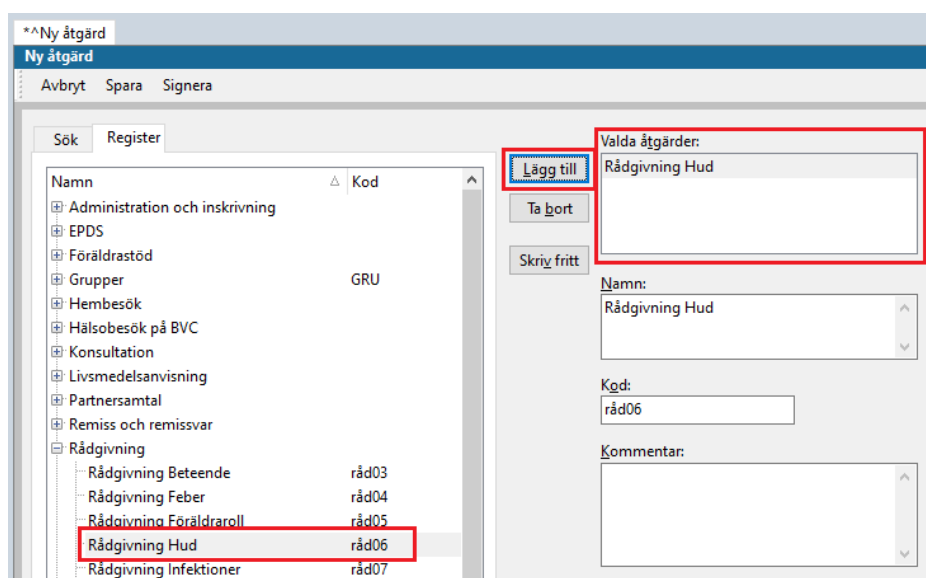 *^Ny åtgärd
Ny åtgärd
Avbryt Spara Signera
Sök Register
Namn Kod
Administration och inskrivning
EPDS
Föräldrastöd
Grupper GRU
Hembesök
Hälsobesök på BVC
Konsultation
Livsmedelsanvisning
Partnersamtal
Remiss och remissvar
Rådgivning
Rådgivning Beteende råd03
Rådgivning Feber råd04
Rådgivning Föräldraroll råd05
Rådgivning Hud råd06
Rådgivning Infektioner råd07
Lägg till
Ta bort
Skriv fritt
Valda åtgärder:
Rådgivning Hud
Namn:
Rådgivning Hud
Kod:
råd06
Kommentar: